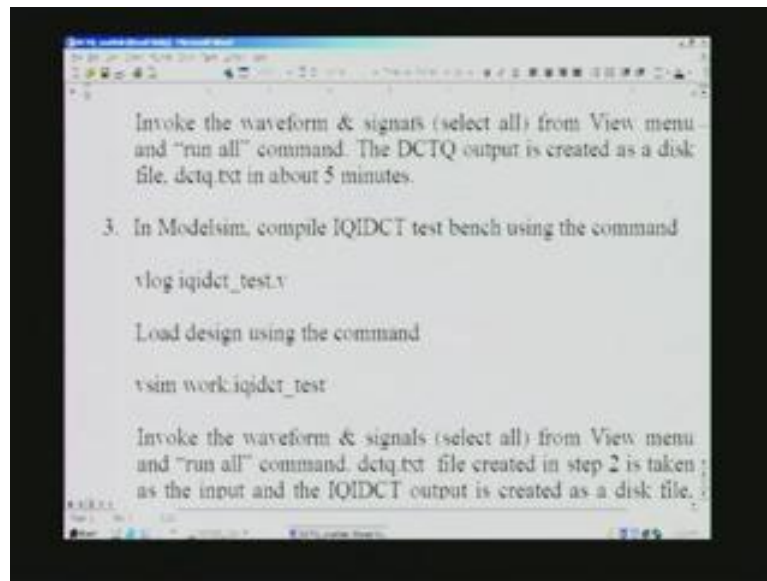 Invoke the waveform & signals (select all) from View menu
and "run all" command. The DCTQ output is created as a disk
file, dctq.txt in about 5 minutes.
3. In Modelsim, compile IQIDCT test bench using the command
vlog iqidct_test.v
Load design using the command
vsim work.iqidct_test
Invoke the waveform & signals (select all) from View menu
and "run all" command. dctq.txt file created in step 2 is taken
as the input and the IQIDCT output is created as a disk file,